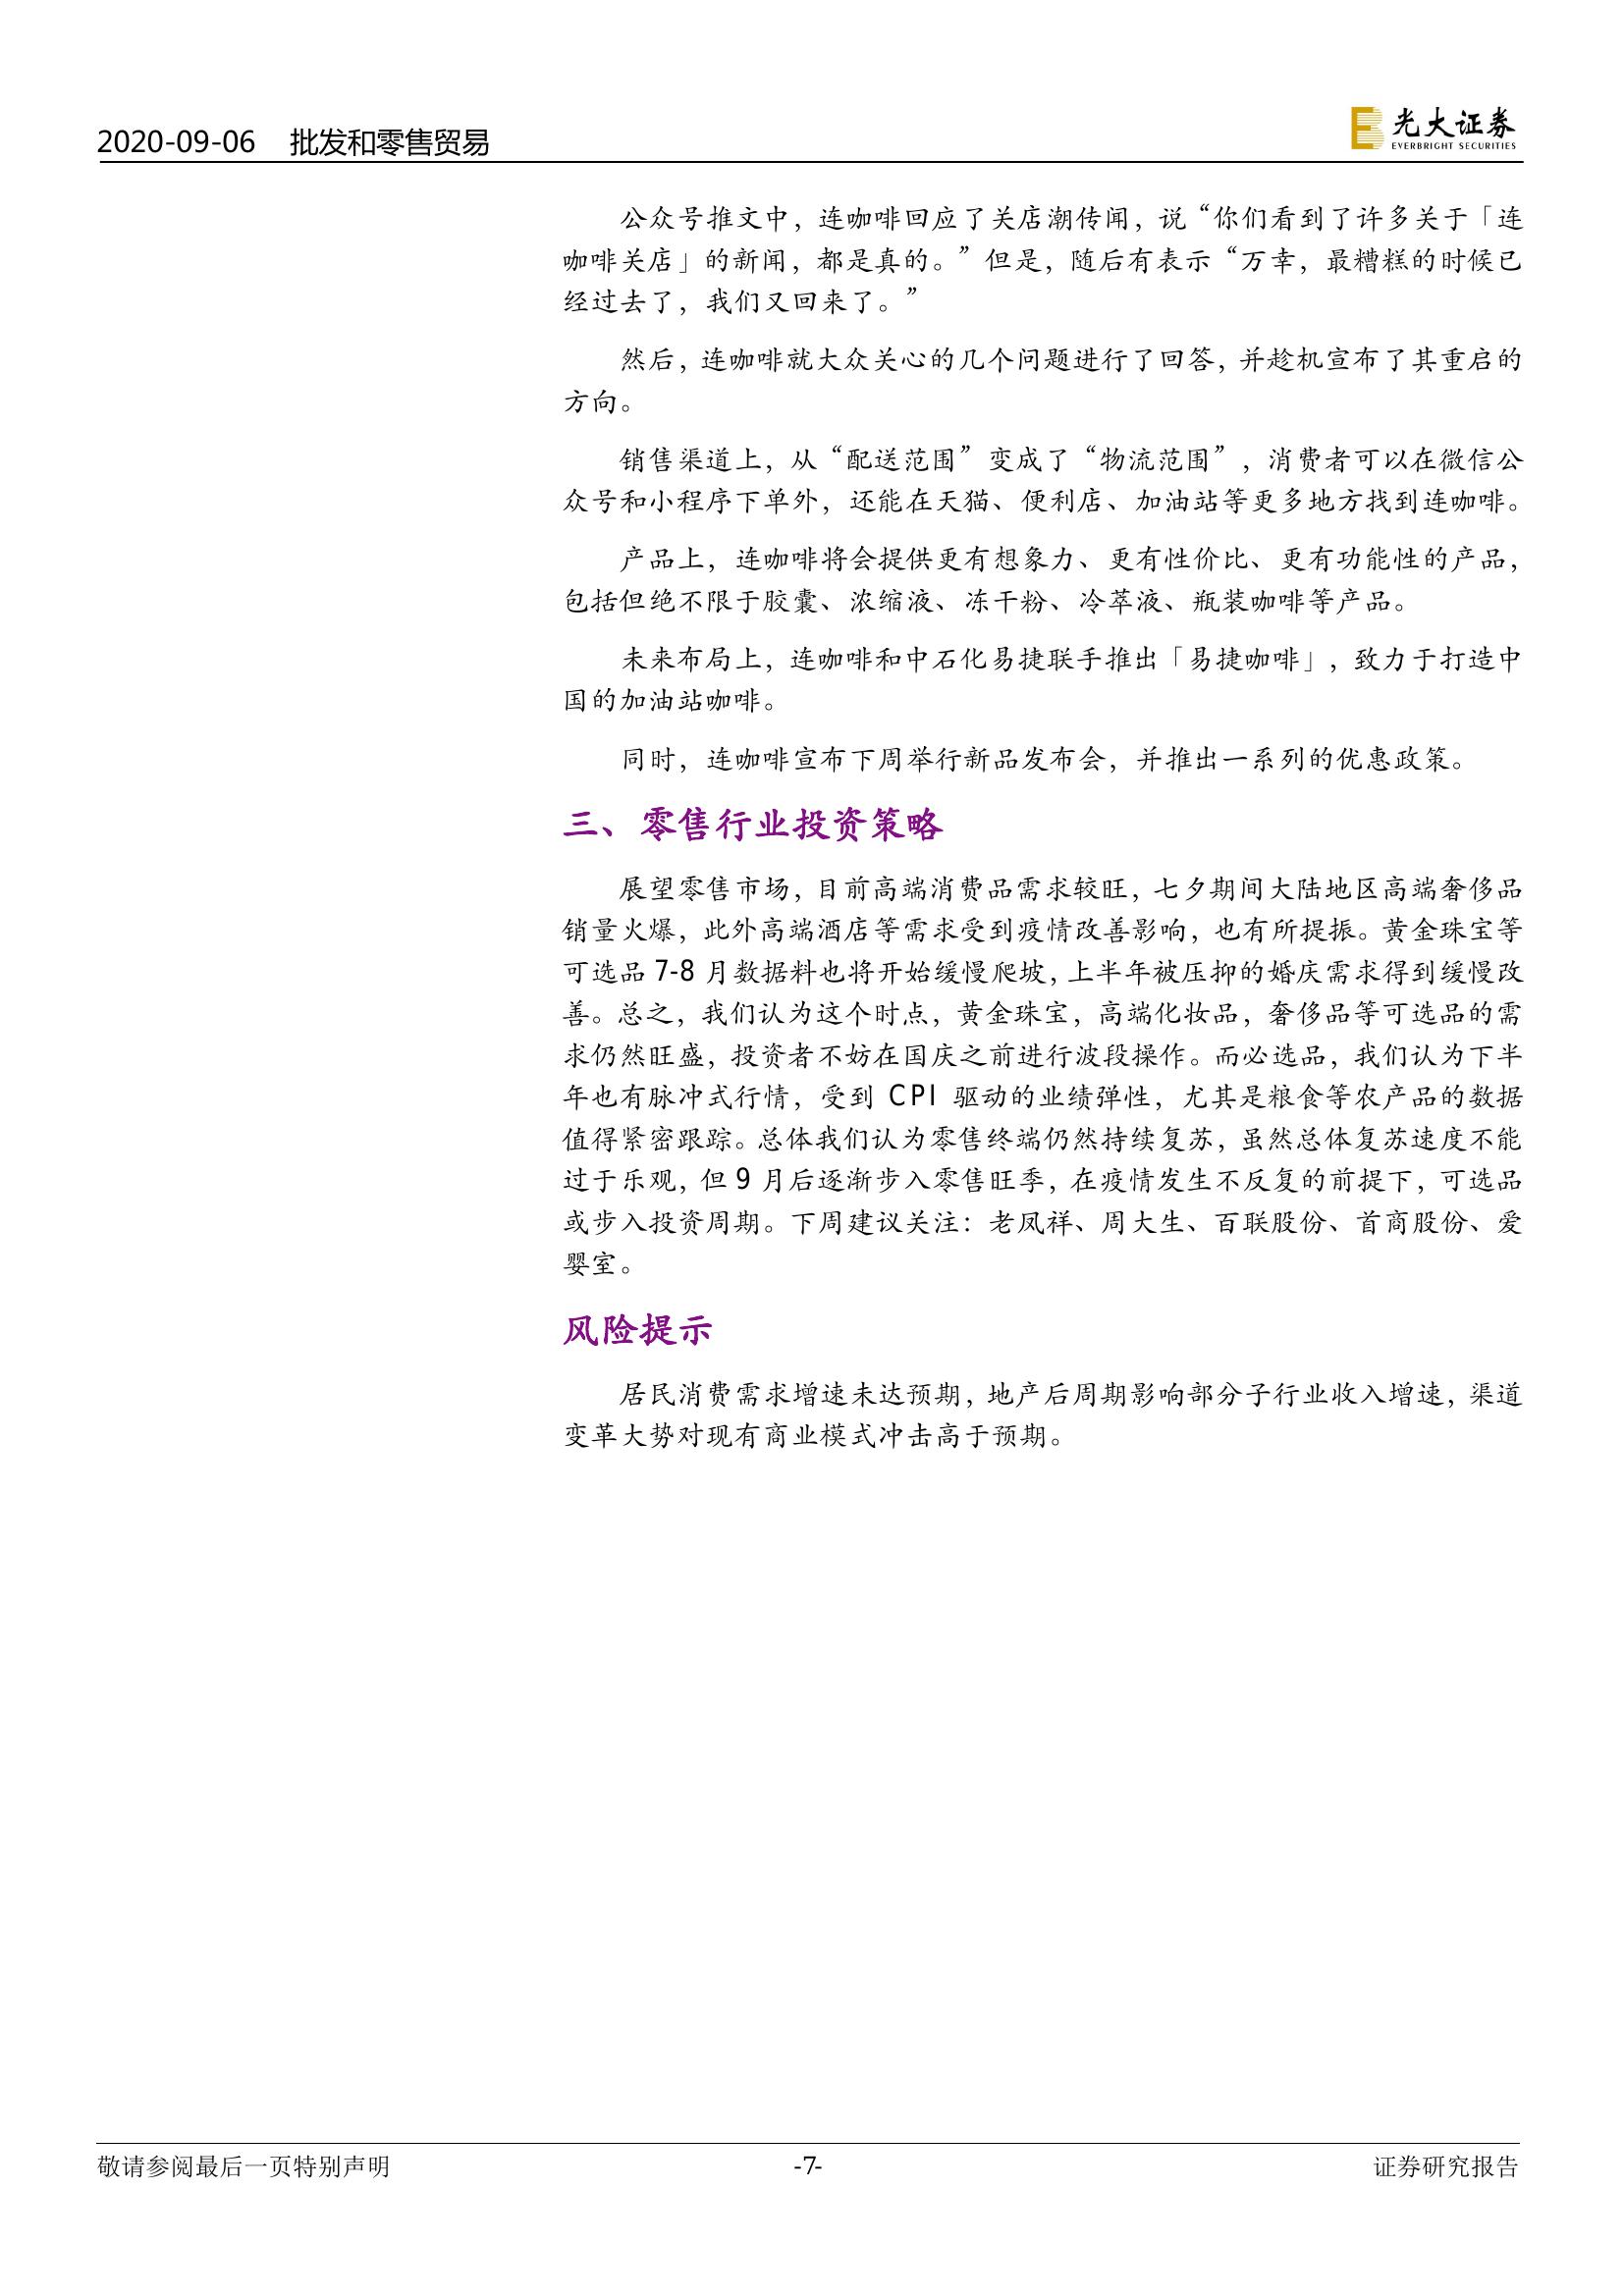 2020-09-06 批发和零售贸易
光大证券
EVERBRIGHT SECURITIES
公众号推文中，连咖啡回应了关店潮传闻，说“你们看到了许多关于「连
咖啡关店」的新闻，都是真的。”但是，随后有表示“万幸，最糟糕的时候已
经过去了，我们又回来了。”
然后，连咖啡就大众关心的几个问题进行了回答，并趁机宣布了其重启的
方向。
销售渠道上，从“配送范围”变成了“物流范围”，消费者可以在微信公
众号和小程序下单外，还能在天猫、便利店、加油站等更多地方找到连咖啡。
产品上，连咖啡将会提供更有想象力、更有性价比、更有功能性的产品，
包括但绝不限于胶囊、浓缩液、冻干粉、冷萃液、瓶装咖啡等产品。
未来布局上，连咖啡和中石化易捷联手推出「易捷咖啡」，致力于打造中
国的加油站咖啡。
同时，连咖啡宣布下周举行新品发布会，并推出一系列的优惠政策。
三、零售行业投资策略
展望零售市场，目前高端消费品需求较旺，七夕期间大陆地区高端奢侈品
销量火爆，此外高端酒店等需求受到疫情改善影响，也有所提振。黄金珠宝等
可选品 7-8 月数据料也将开始缓慢爬坡，上半年被压抑的婚庆需求得到缓慢改
善。总之，我们认为这个时点，黄金珠宝，高端化妆品，奢侈品等可选品的需
求仍然旺盛，投资者不妨在国庆之前进行波段操作。而必选品，我们认为下半
年也有脉冲式行情，受到 CPI 驱动的业绩弹性，尤其是粮食等农产品的数据
值得紧密跟踪。总体我们认为零售终端仍然持续复苏，虽然总体复苏速度不能
过于乐观，但 9 月后逐渐步入零售旺季，在疫情发生不反复的前提下，可选品
或步入投资周期。下周建议关注：老凤祥、周大生、百联股份、首商股份、爱
婴室。
风险提示
居民消费需求增速未达预期，地产后周期影响部分子行业收入增速，渠道
变革大势对现有商业模式冲击高于预期。
敬请参阅最后一页特别声明 -7- 证券研究报告